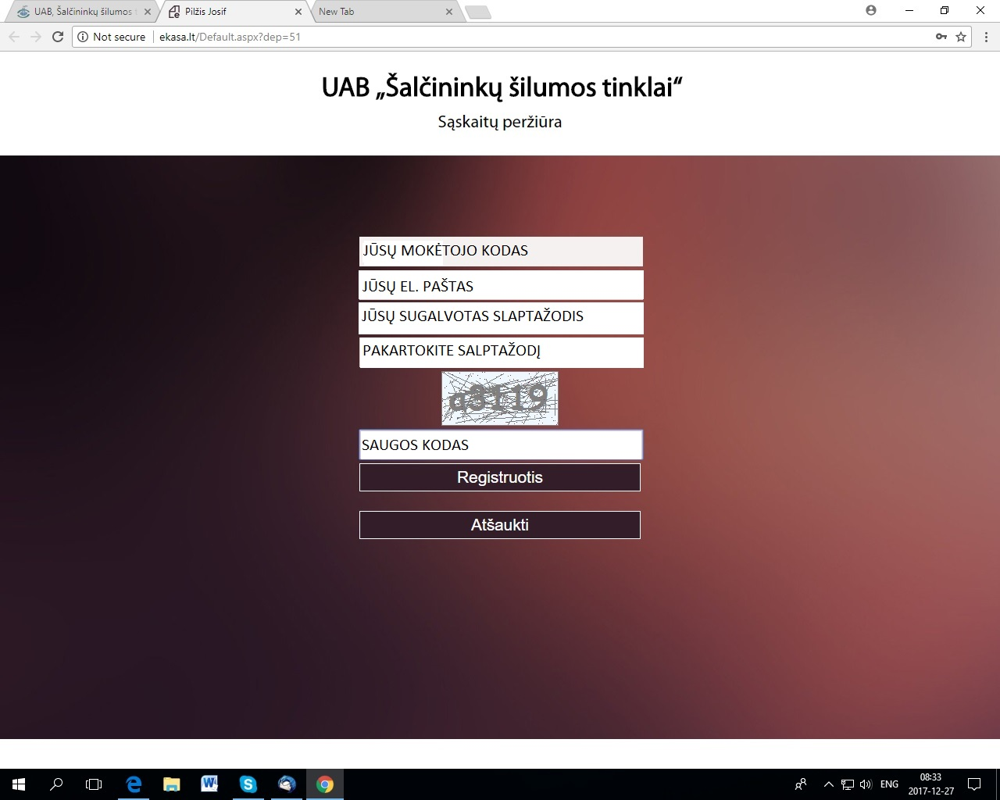 UAB, Šalčininkų šilumos t
Pilžis Josif
New Tab
Not secure
ekasa.lt/Default.aspx?dep=51
UAB „Šalčininkų šilumos tinklai“
Sąskaitų peržiūra
JŪSŲ MOKĖTOJO KODAS
JŪSŲ EL. PAŠTAS
JŪSŲ SUGALVOTAS SLAPTAŽODIS
PAKARTOKITE SALPTAŽODĮ
a3119
SAUGOS KODAS
Registruotis
Atšaukti
ENG
08:33
2017-12-27